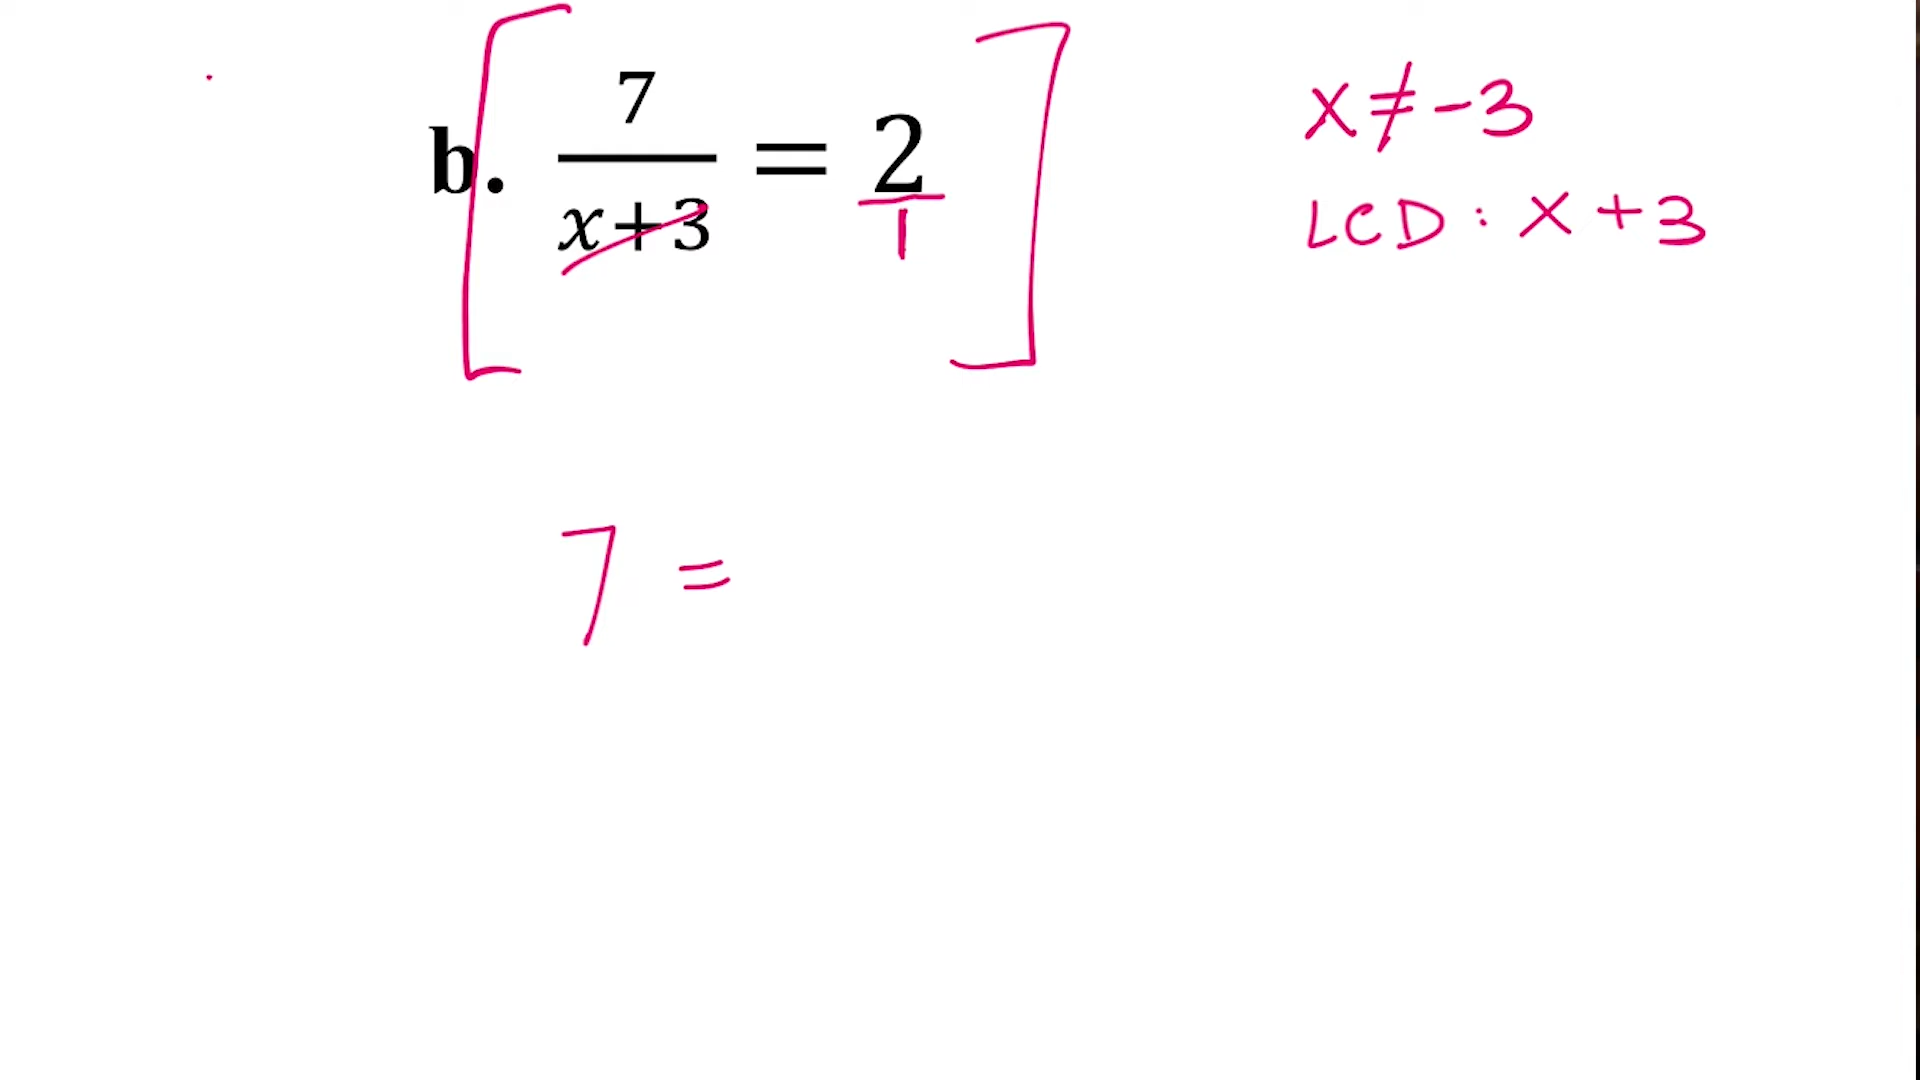 b. [ 7/(x+3) = 2/1 ]
x ≠ -3
LCD: x + 3
7 =